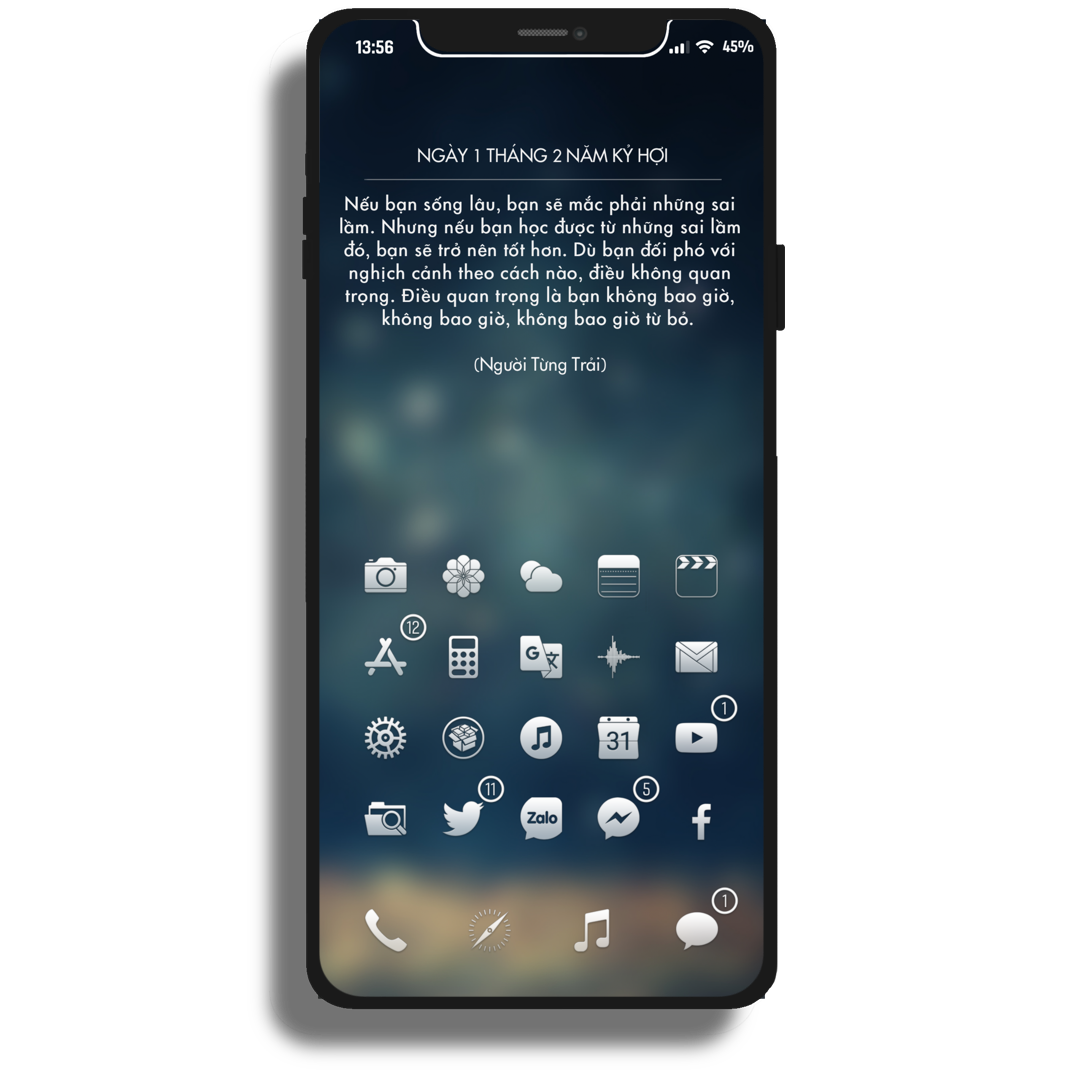 13:56 45%
NGÀY 1 THÁNG 2 NĂM KỶ HỢI
Nếu bạn sống lâu, bạn sẽ mắc phải những sai
lầm. Nhưng nếu bạn học được từ những sai lầm
đó, bạn sẽ trở nên tốt hơn. Dù bạn đối phó với
nghịch cảnh theo cách nào, điều không quan
trọng. Điều quan trọng là bạn không bao giờ,
không bao giờ, không bao giờ từ bỏ.
(Người Từng Trải)
12
G 文
31 1
11 Zalo 5
1